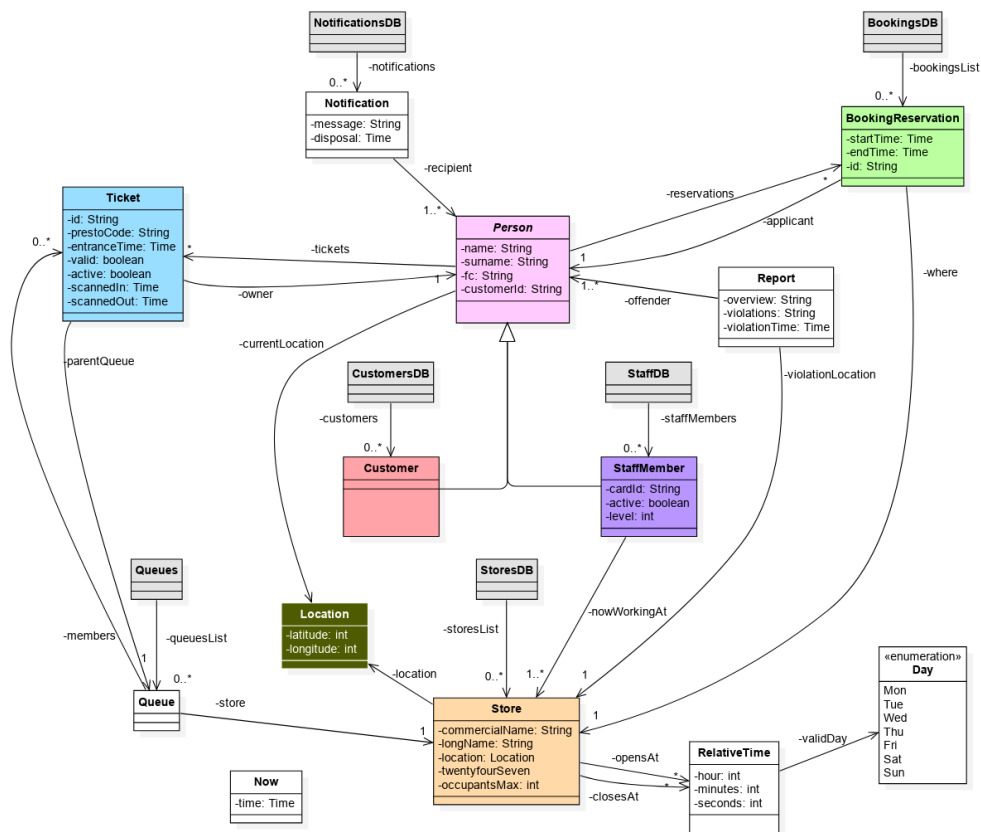 NotificationsDB
-notifications
0..*
Notification
-message: String
-disposal: Time
-recipient
1..*
BookingsDB
-bookingsList
0..*
BookingReservation
-startTime: Time
-endTime: Time
-id: String
-reservations
*
-applicant
1
-where
1
Ticket
-id: String
-prestoCode: String
-entranceTime: Time
-valid: boolean
-active: boolean
-scannedIn: Time
-scannedOut: Time
0..*
*
-tickets
-owner
1
-parentQueue
1
Person
-name: String
-surname: String
-fc: String
-customerId: String
1..*
-offender
Report
-overview: String
-violations: String
-violationTime: Time
-violationLocation
1
-currentLocation
CustomersDB
-customers
0..*
Customer
StaffDB
-staffMembers
0..*
StaffMember
-cardId: String
-active: boolean
-level: int
-nowWorkingAt
1..*
Queues
-queuesList
0..*
-members
Queue
-store
1
Location
-latitude: int
-longitude: int
-location
StoresDB
-storesList
0..*
Store
-commercialName: String
-longName: String
-location: Location
-twentyfourSeven
-occupantsMax: int
-opensAt
*
-closesAt
*
RelativeTime
-hour: int
-minutes: int
-seconds: int
-validDay
«enumeration»
Day
Mon
Tue
Wed
Thu
Fri
Sat
Sun
Now
-time: Time